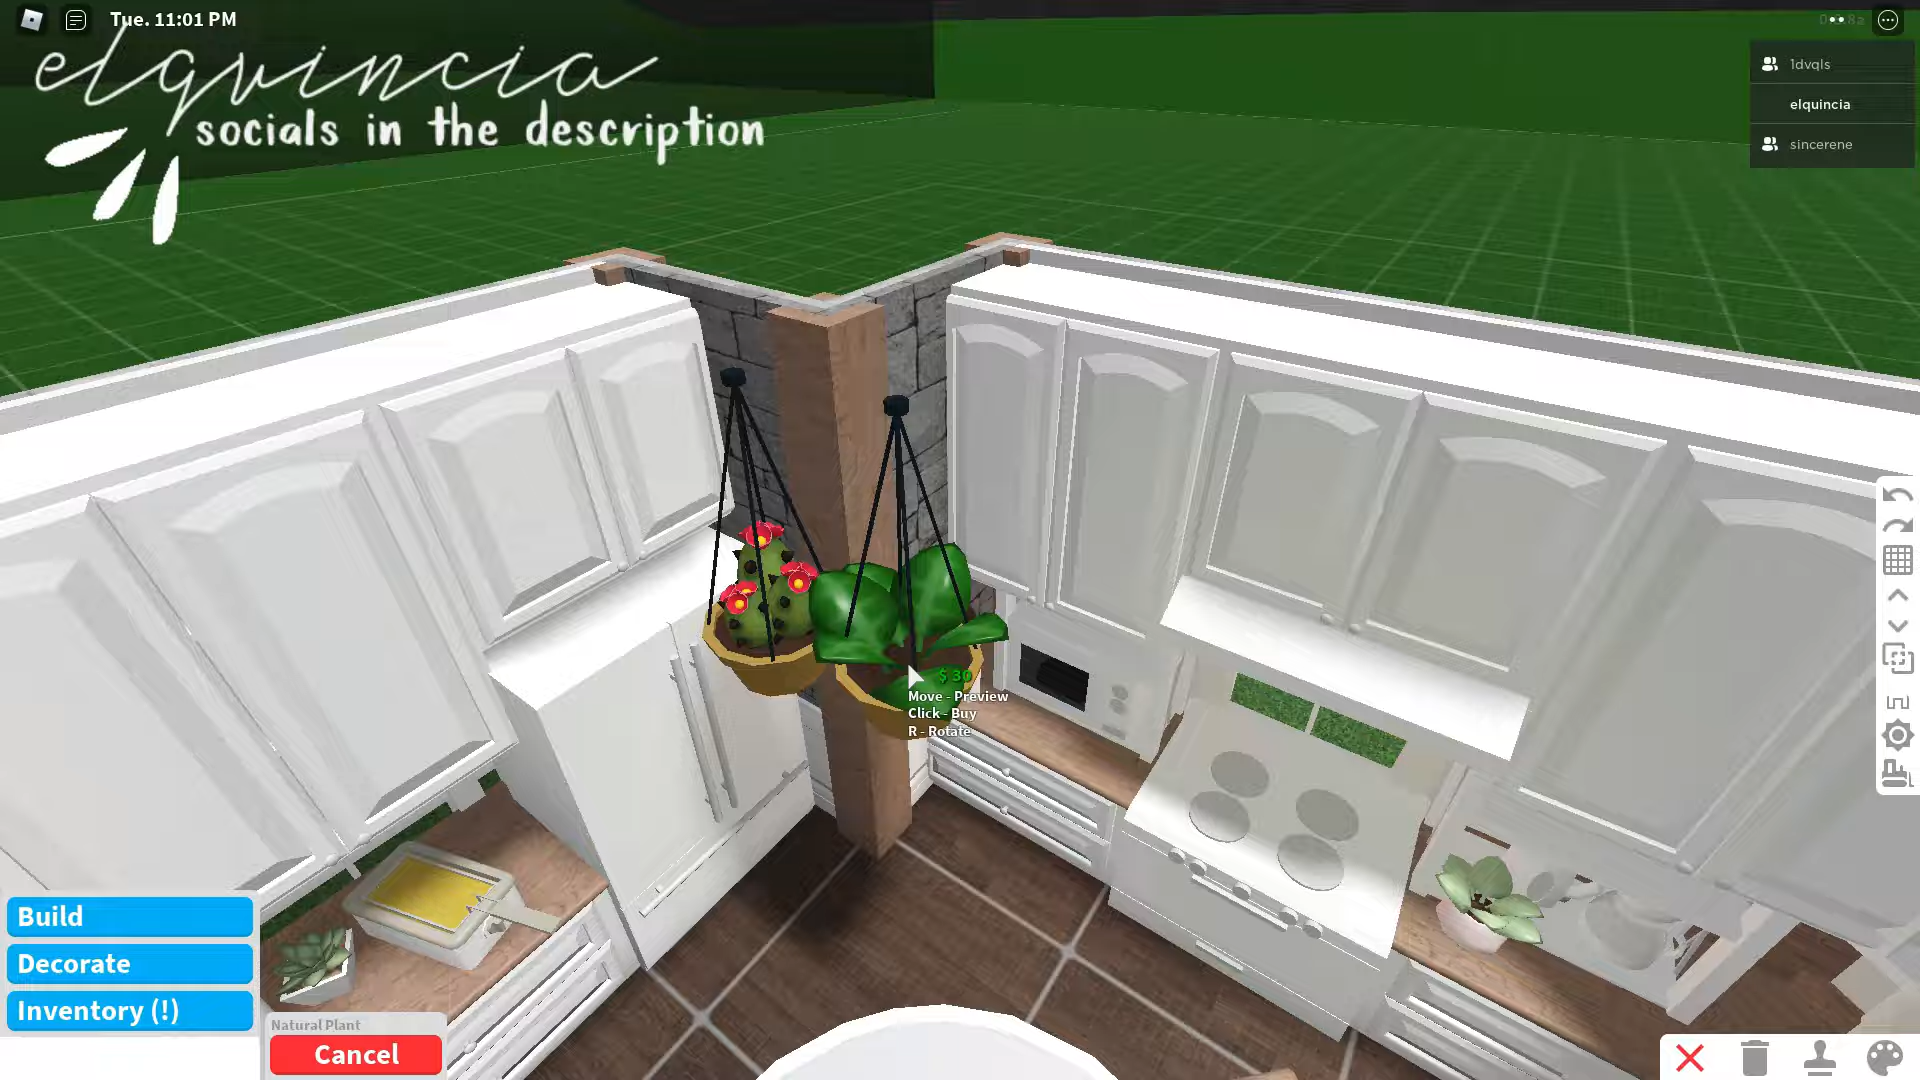 Tue. 11:01 PM
elquincia
socials in the description
1dvqls
elquincia
sincerene
$ 30
Move - Preview
Click - Buy
R - Rotate
Build
Decorate
Inventory (!)
Natural Plant
Cancel